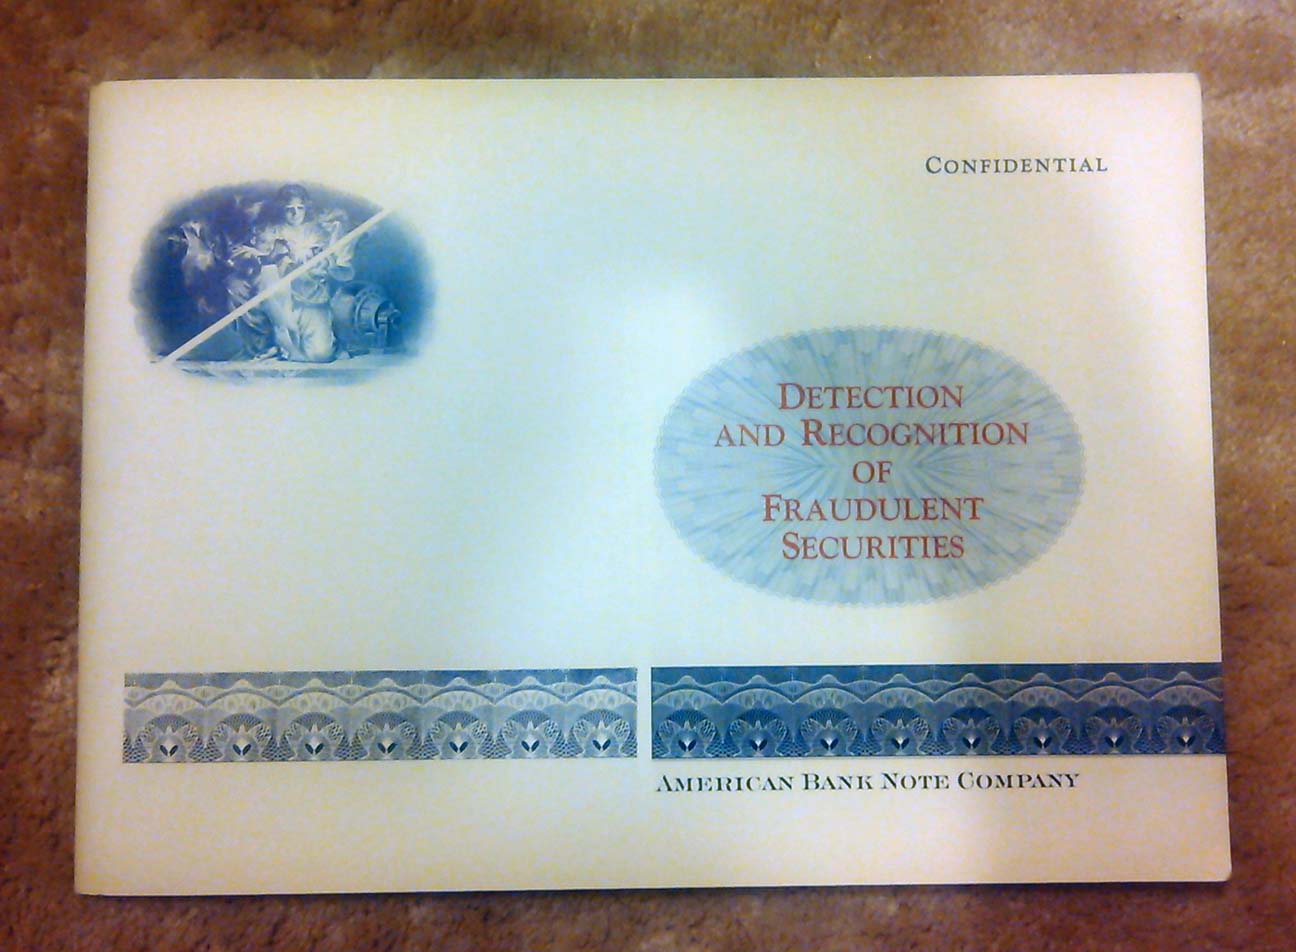 CONFIDENTIAL
DETECTION
AND RECOGNITION
OF
FRAUDULENT
SECURITIES
AMERICAN BANK NOTE COMPANY